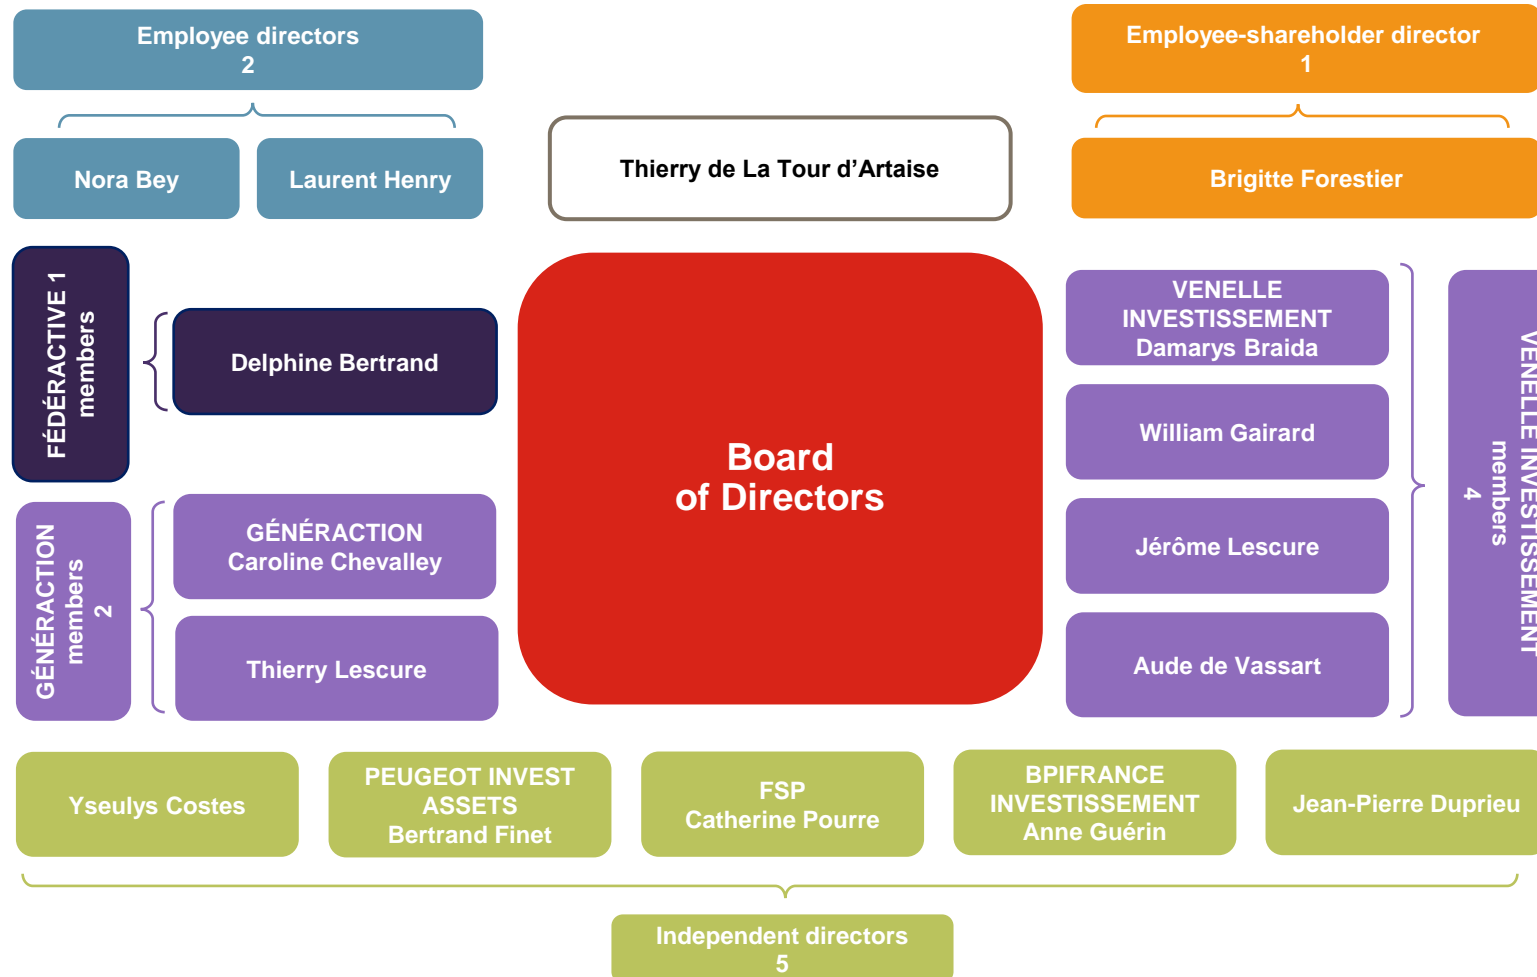 Employee directors
2
Employee-shareholder director
1
Nora Bey
Laurent Henry
Thierry de La Tour d’Artaise
Brigitte Forestier
FÉDÉRACTIVE 1
members
Delphine Bertrand
GÉNÉRACTION
members
2
GÉNÉRACTION
Caroline Chevalley
Thierry Lescure
Board
of Directors
VENELLE
INVESTISSEMENT
Damarys Braida
William Gairard
Jérôme Lescure
Aude de Vassart
VENELLE INVESTISSEMENT
members
4
Yseulys Costes
PEUGEOT INVEST
ASSETS
Bertrand Finet
FSP
Catherine Pourre
BPIFRANCE
INVESTISSEMENT
Anne Guérin
Jean-Pierre Duprieu
Independent directors
5